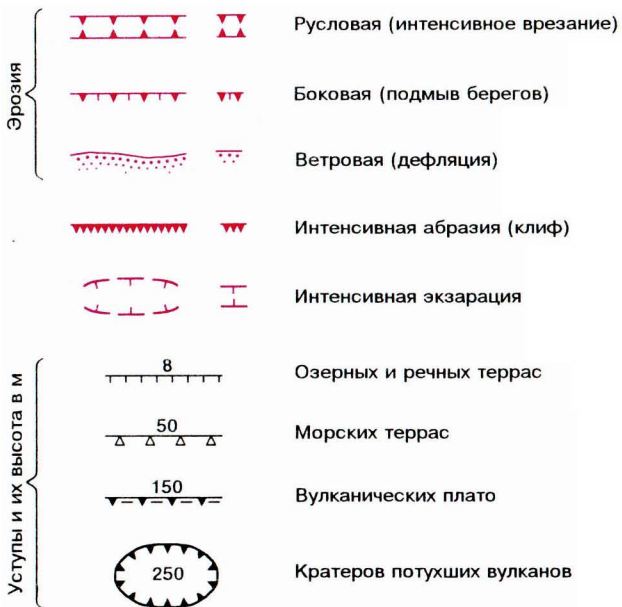 Эрозия
Русловая (интенсивное врезание)
Боковая (подмыв берегов)
Ветровая (дефляция)
Интенсивная абразия (клиф)
Интенсивная экзарация
Уступы и их высота в м
8
Озерных и речных террас
50
Морских террас
150
Вулканических плато
250
Кратеров потухших вулканов